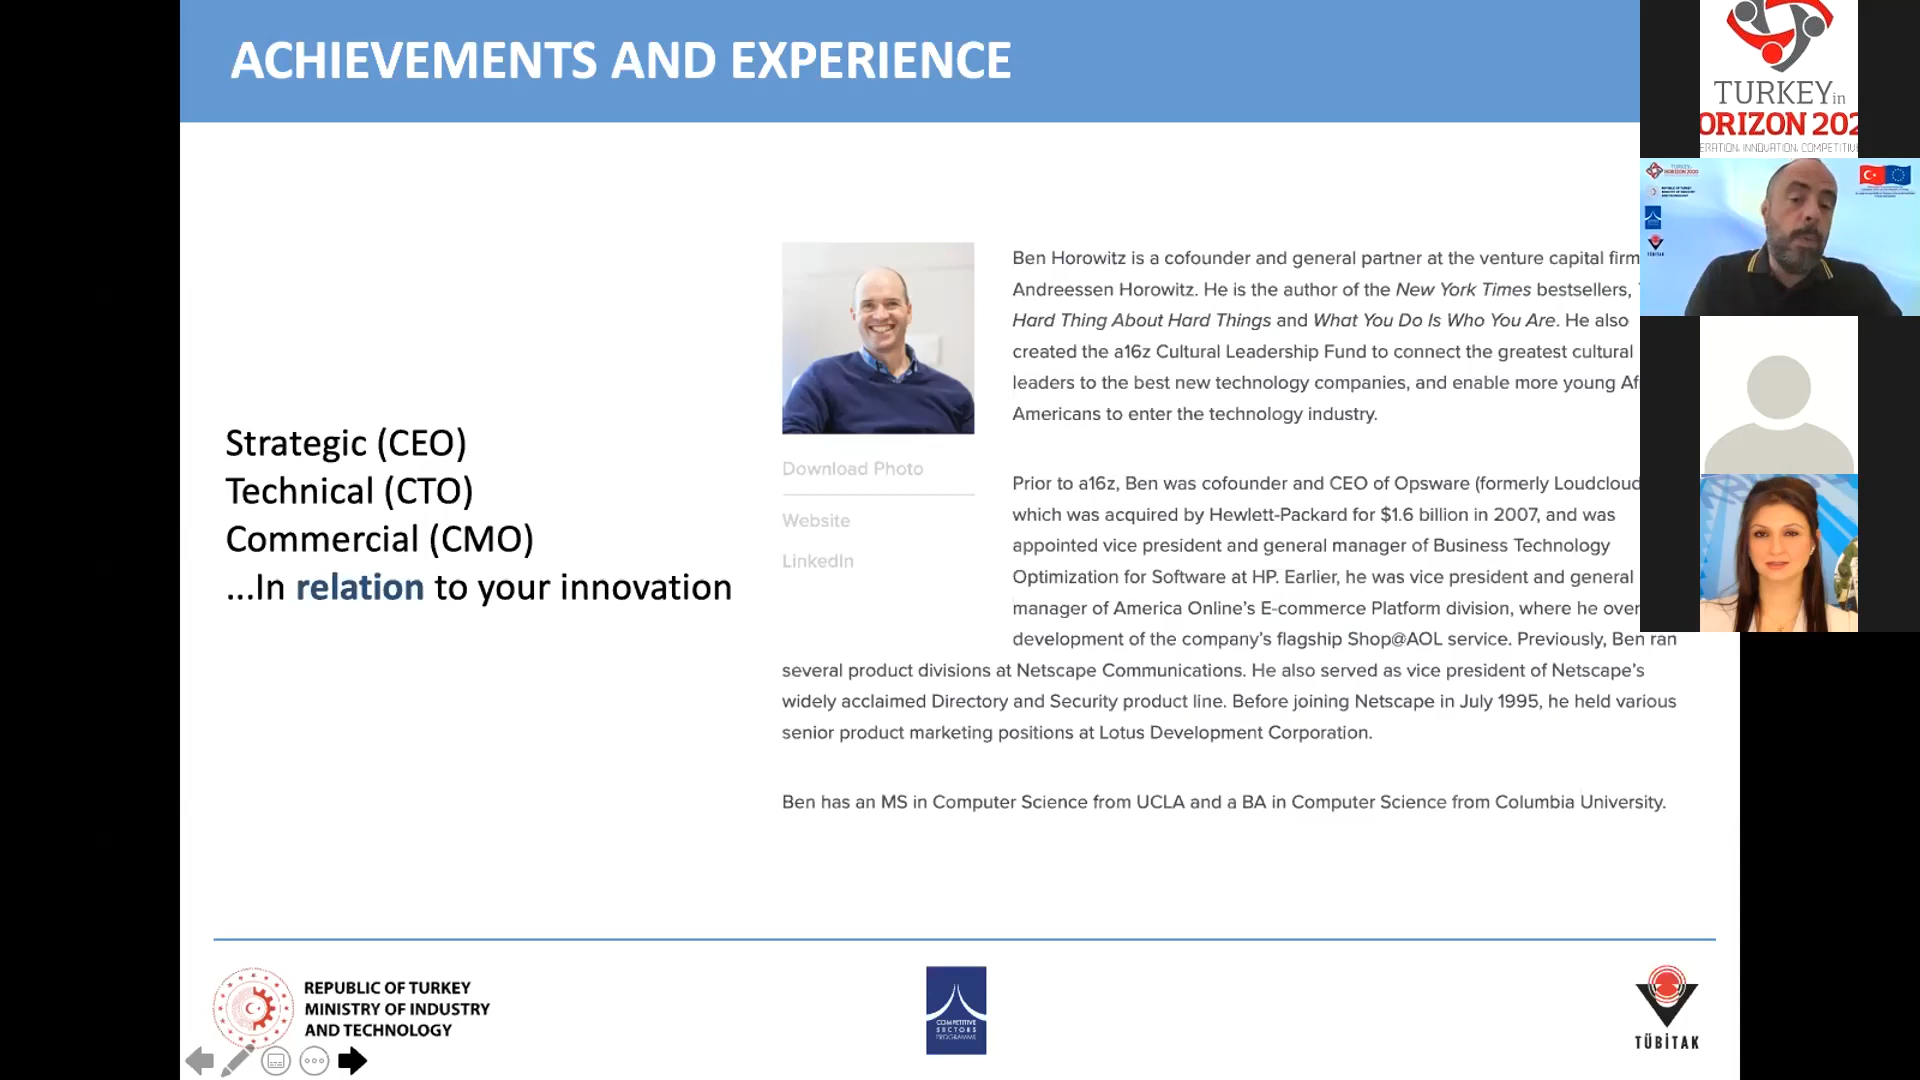 ACHIEVEMENTS AND EXPERIENCE
TURKEY in
ORIZON 202
ERATION, INNOVATION, COMPETITIV
Ben Horowitz is a cofounder and general partner at the venture capital firm
Andreessen Horowitz. He is the author of the New York Times bestsellers,
Hard Thing About Hard Things and What You Do Is Who You Are. He also
created the a16z Cultural Leadership Fund to connect the greatest cultural
leaders to the best new technology companies, and enable more young Af
Americans to enter the technology industry.
Strategic (CEO)
Technical (CTO)
Commercial (CMO)
...In relation to your innovation
Download Photo
Website
LinkedIn
Prior to a16z, Ben was cofounder and CEO of Opsware (formerly Loudcloud
which was acquired by Hewlett-Packard for $1.6 billion in 2007, and was
appointed vice president and general manager of Business Technology
Optimization for Software at HP. Earlier, he was vice president and general
manager of America Online's E-commerce Platform division, where he over
development of the company's flagship Shop@AOL service. Previously, Ben ran
several product divisions at Netscape Communications. He also served as vice president of Netscape's
widely acclaimed Directory and Security product line. Before joining Netscape in July 1995, he held various
senior product marketing positions at Lotus Development Corporation.
Ben has an MS in Computer Science from UCLA and a BA in Computer Science from Columbia University.
REPUBLIC OF TURKEY
MINISTRY OF INDUSTRY
AND TECHNOLOGY
COMPETITIVE
SECTORS
PROGRAMME
TÜBİTAK